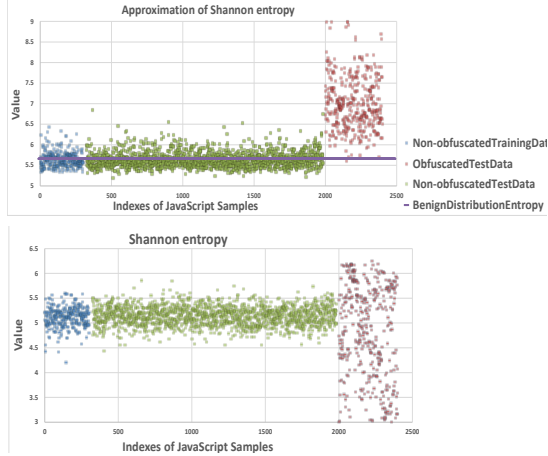 Approximation of Shannon entropy
9
8.5
8
7.5
7
6.5
6
5.5
5
Value
0
500
1000
1500
2000
2500
Indexes of JavaScript Samples
Non-obfuscatedTrainingDat
ObfuscatedTestData
Non-obfuscatedTestData
BenignDistributionEntropy
Shannon entropy
6.5
6
5.5
5
4.5
4
3.5
3
Value
0
500
1000
1500
2000
2500
Indexes of JavaScript Samples